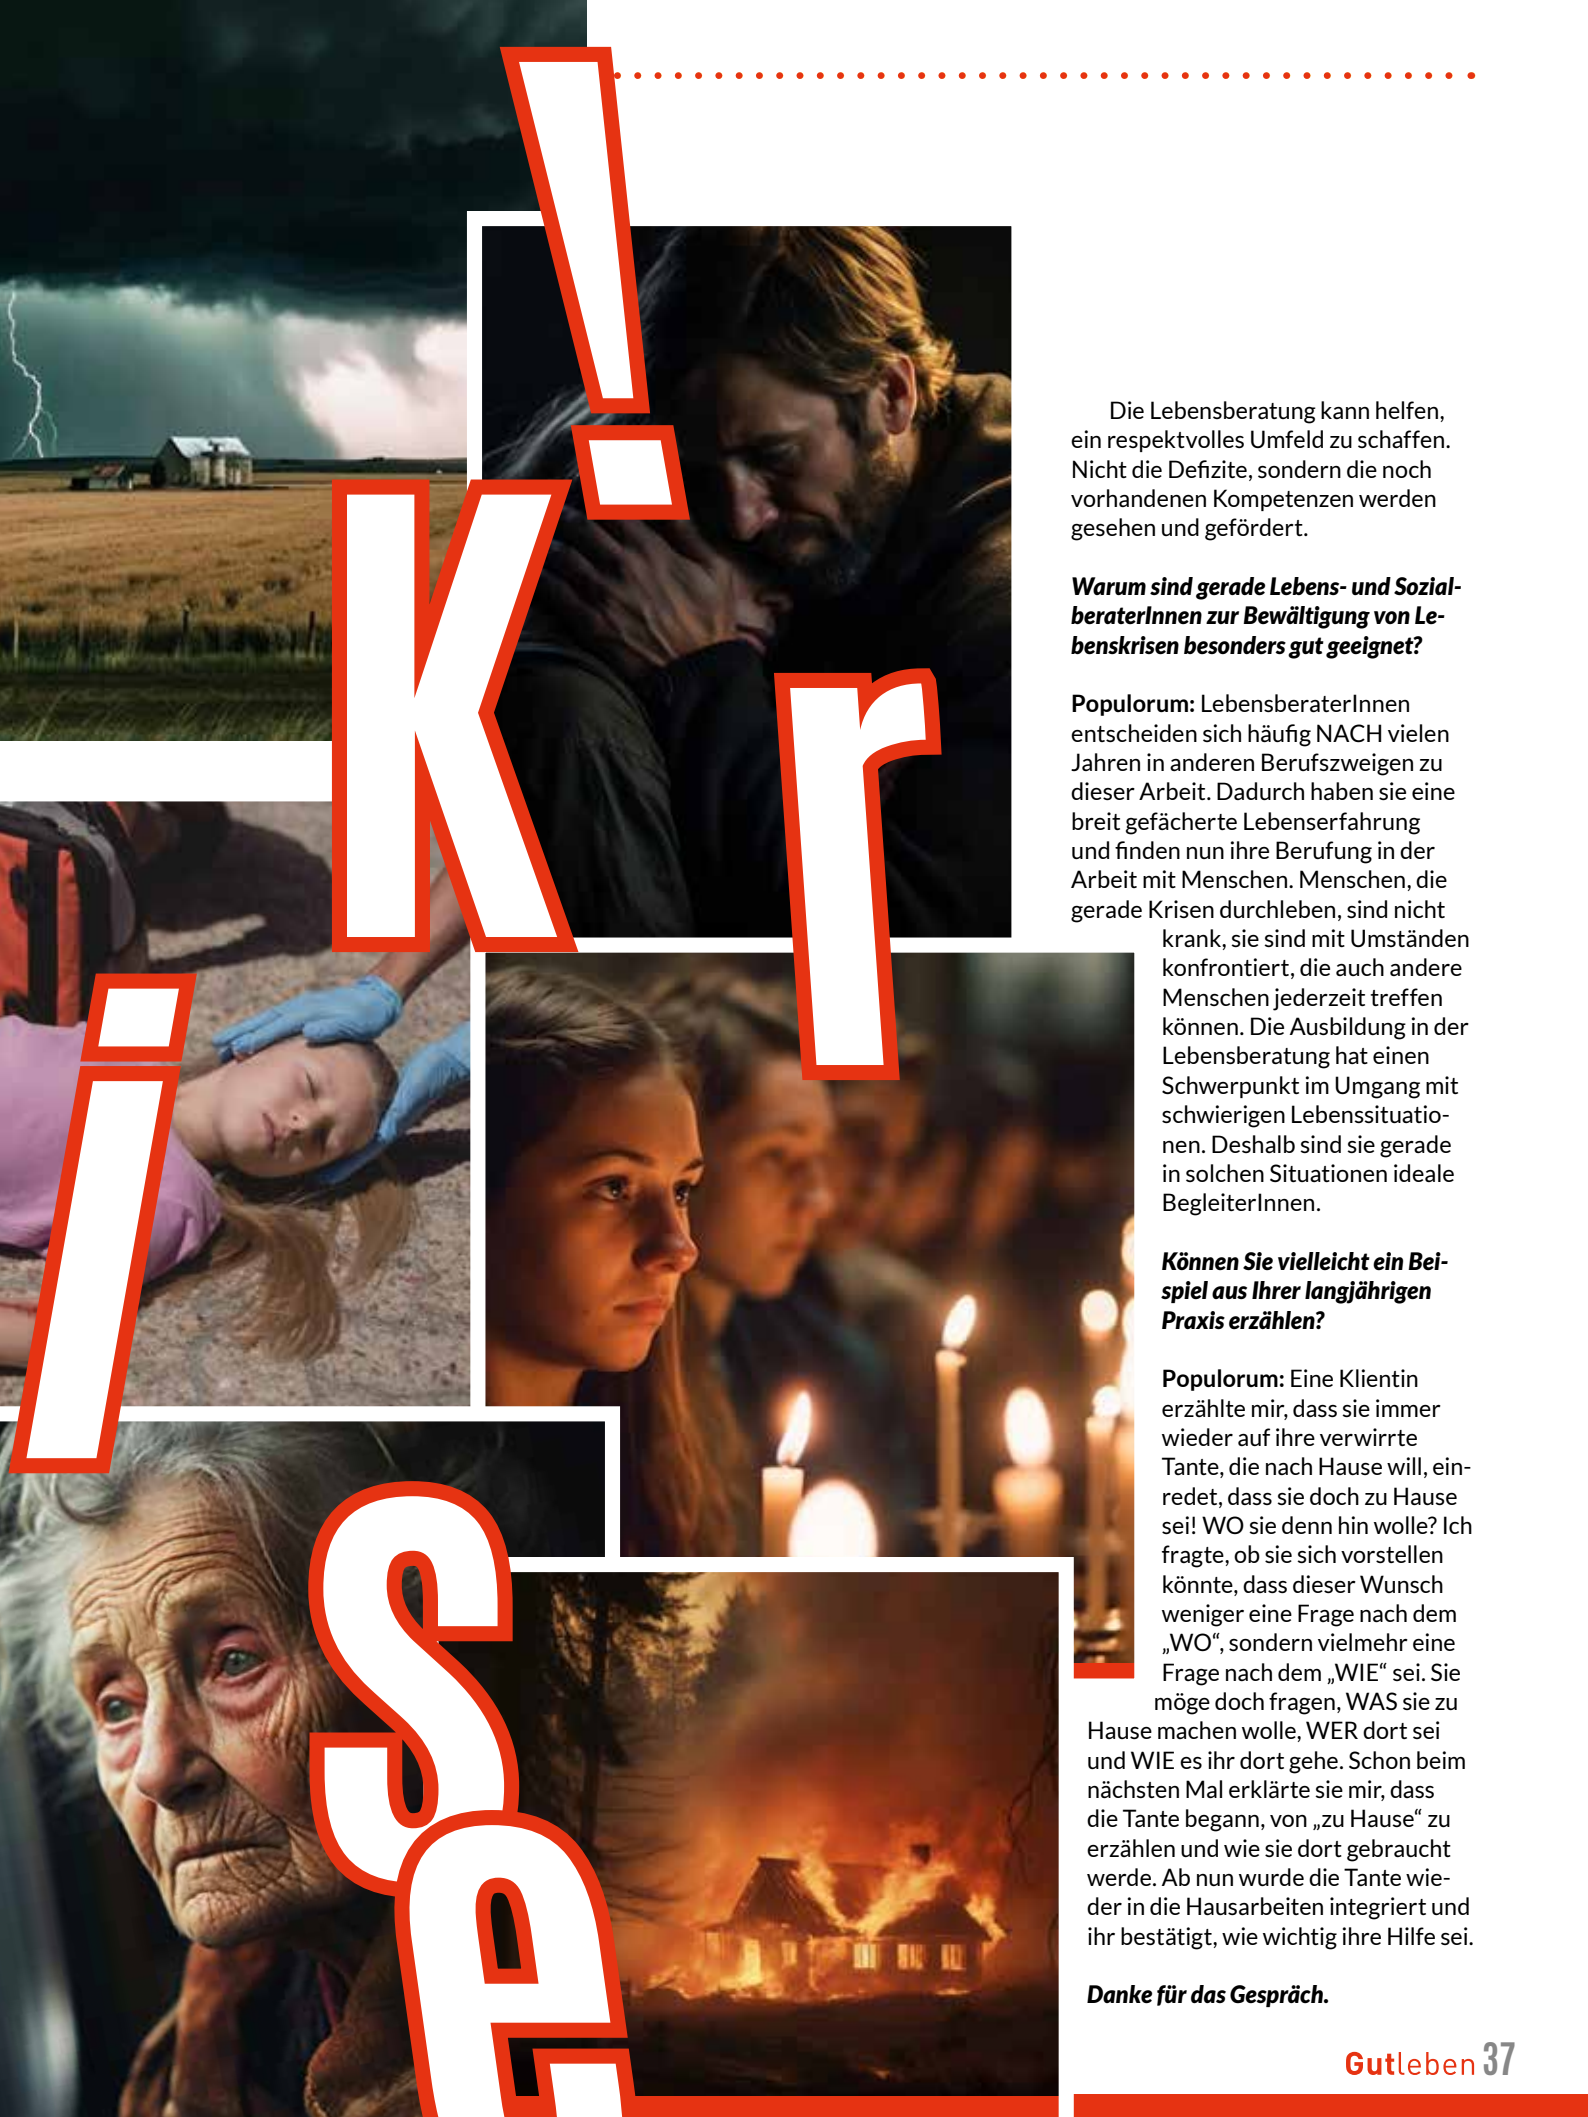 !
Krise
Die Lebensberatung kann helfen,
ein respektvolles Umfeld zu schaffen.
Nicht die Defizite, sondern die noch
vorhandenen Kompetenzen werden
gesehen und gefördert.
Warum sind gerade Lebens- und Sozial-
beraterInnen zur Bewältigung von Le-
benskrisen besonders gut geeignet?
Populorum: LebensberaterInnen
entscheiden sich häufig NACH vielen
Jahren in anderen Berufszweigen zu
dieser Arbeit. Dadurch haben sie eine
breit gefächerte Lebenserfahrung
und finden nun ihre Berufung in der
Arbeit mit Menschen. Menschen, die
gerade Krisen durchleben, sind nicht
krank, sie sind mit Umständen
konfrontiert, die auch andere
Menschen jederzeit treffen
können. Die Ausbildung in der
Lebensberatung hat einen
Schwerpunkt im Umgang mit
schwierigen Lebenssituatio-
nen. Deshalb sind sie gerade
in solchen Situationen ideale
BegleiterInnen.
Können Sie vielleicht ein Bei-
spiel aus Ihrer langjährigen
Praxis erzählen?
Populorum: Eine Klientin
erzählte mir, dass sie immer
wieder auf ihre verwirrte
Tante, die nach Hause will, ein-
redet, dass sie doch zu Hause
sei! WO sie denn hin wolle? Ich
fragte, ob sie sich vorstellen
könnte, dass dieser Wunsch
weniger eine Frage nach dem
„WO“, sondern vielmehr eine
Frage nach dem „WIE“ sei. Sie
möge doch fragen, WAS sie zu
Hause machen wolle, WER dort sei
und WIE es ihr dort gehe. Schon beim
nächsten Mal erklärte sie mir, dass
die Tante begann, von „zu Hause“ zu
erzählen und wie sie dort gebraucht
werde. Ab nun wurde die Tante wie-
der in die Hausarbeiten integriert und
ihr bestätigt, wie wichtig ihre Hilfe sei.
Danke für das Gespräch.
Gutleben 37